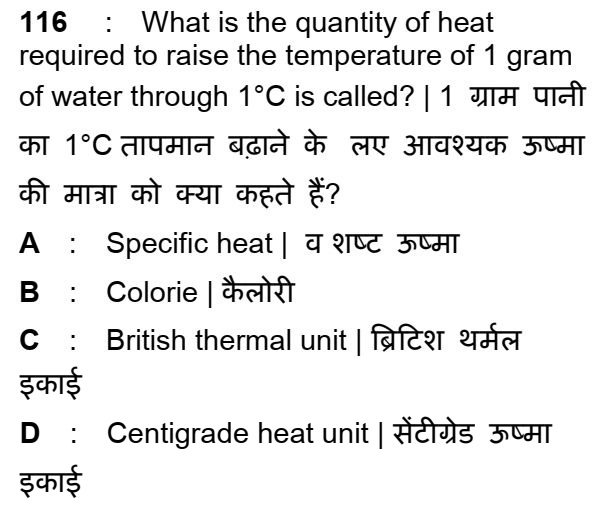 116 : What is the quantity of heat
required to raise the temperature of 1 gram
of water through 1°C is called? | 1 ग्राम पानी
का 1°C तापमान बढ़ाने के लए आवश्यक ऊष्मा
की मात्रा को क्या कहते हैं?
A : Specific heat | व शष्ट ऊष्मा
B : Colorie | कैलोरी
C : British thermal unit | ब्रिटिश थर्मल
इकाई
D : Centigrade heat unit | सेंटीग्रेड ऊष्मा
इकाई